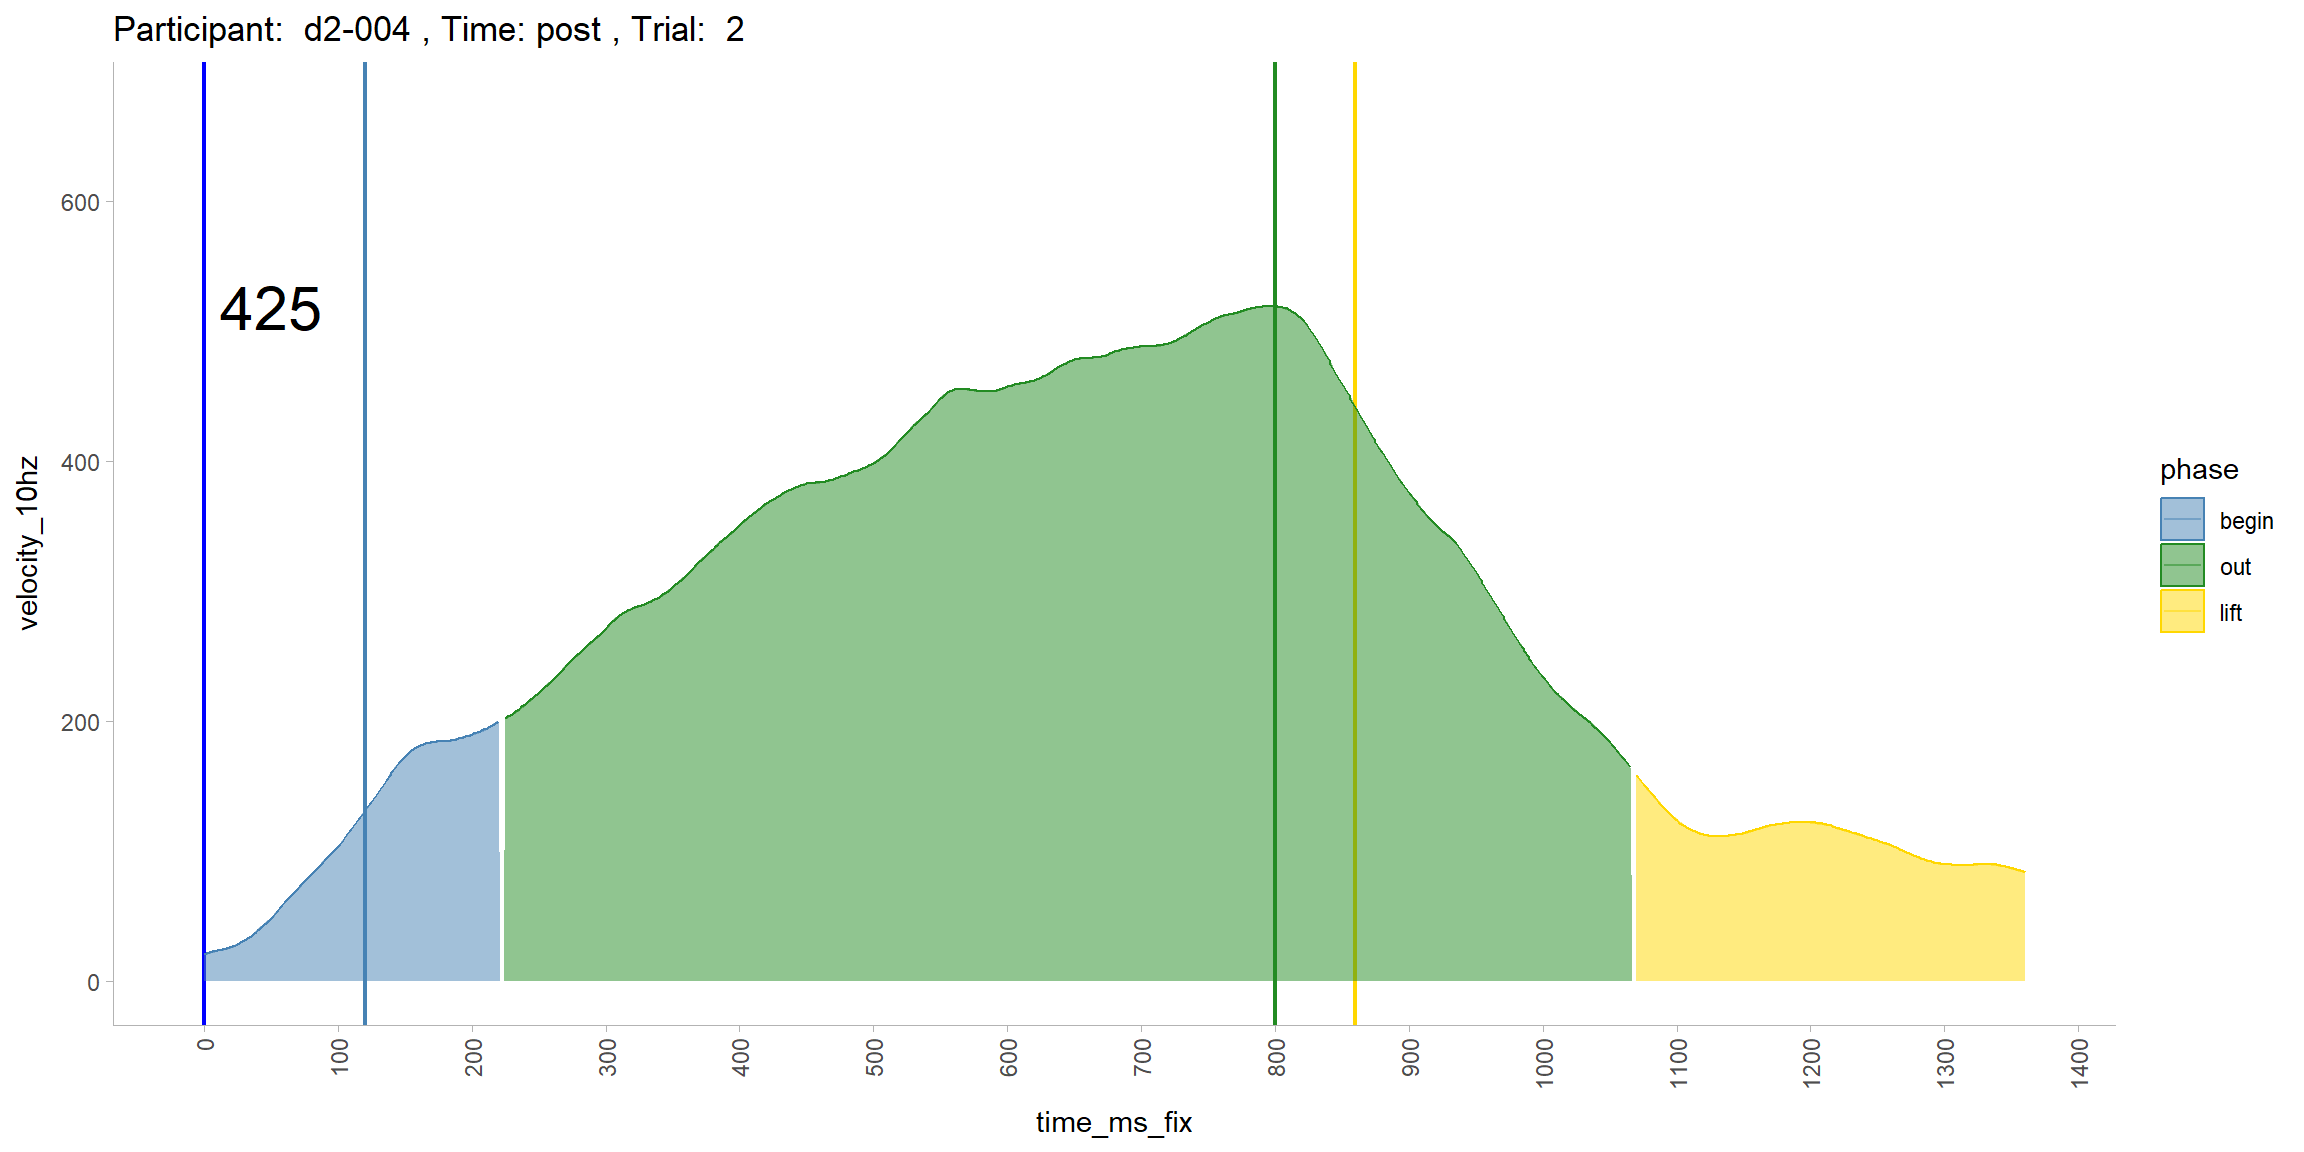 Participant:  d2-004 , Time: post , Trial:  2
600
400
200
0
velocity_10hz
425
0
100
200
300
400
500
600
700
800
900
1000
1100
1200
1300
1400
time_ms_fix
phase
begin
out
lift